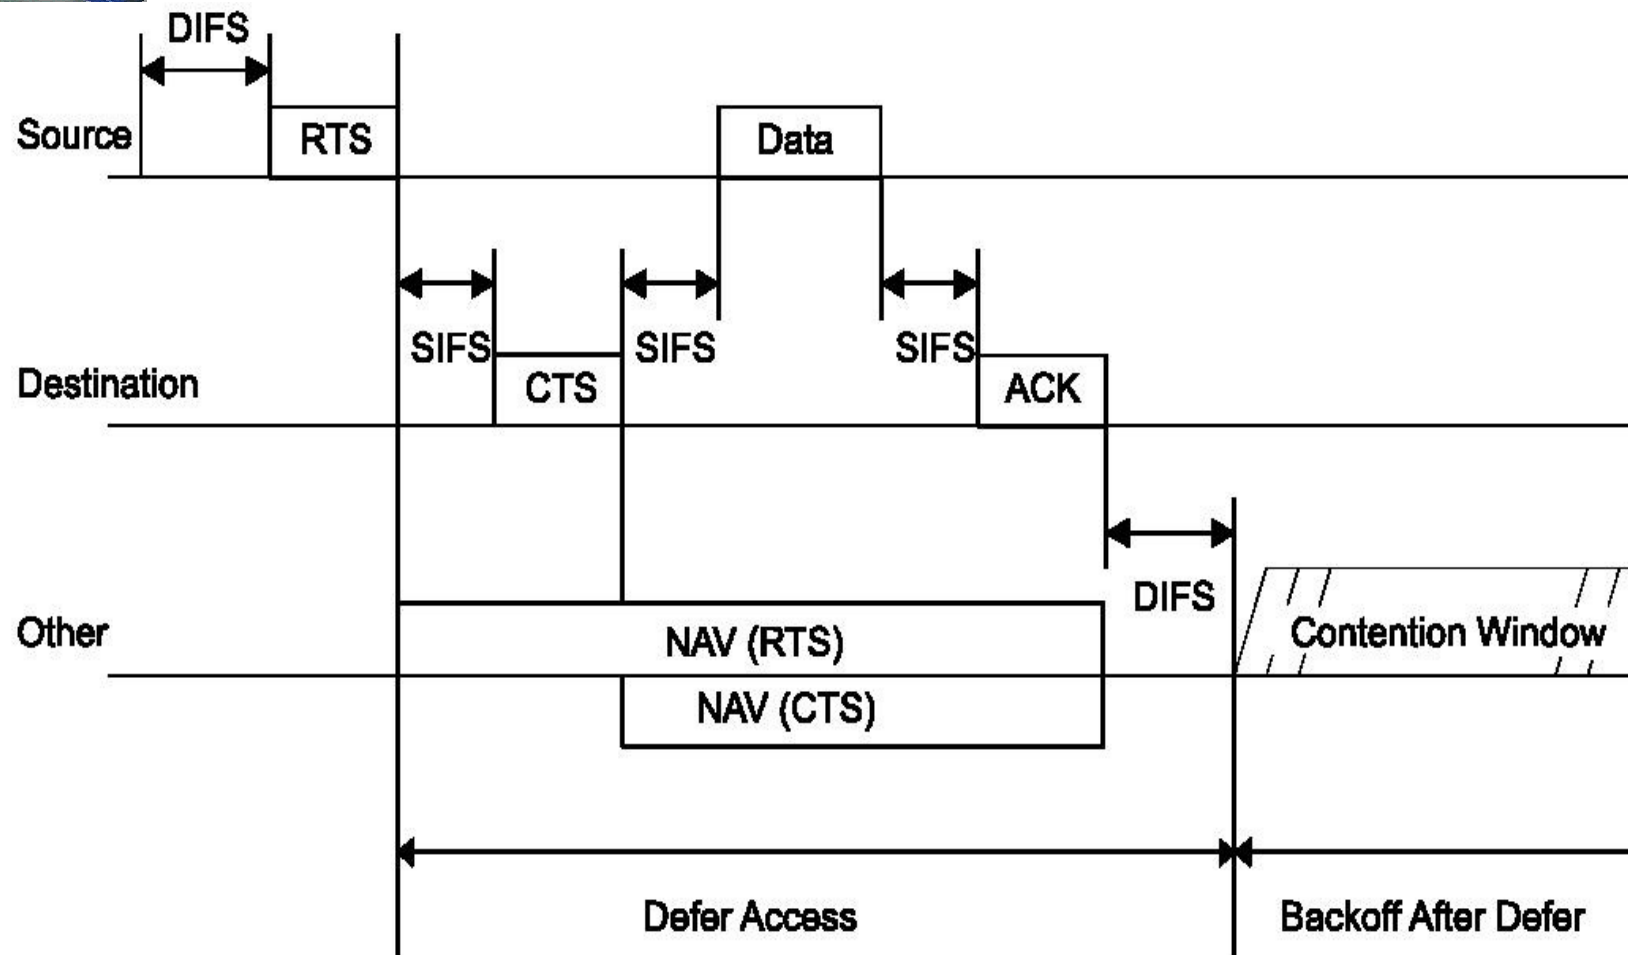 DIFS
Source
RTS
Data
SIFS
SIFS
SIFS
Destination
CTS
ACK
DIFS
Other
NAV (RTS)
Contention Window
NAV (CTS)
Defer Access
Backoff After Defer